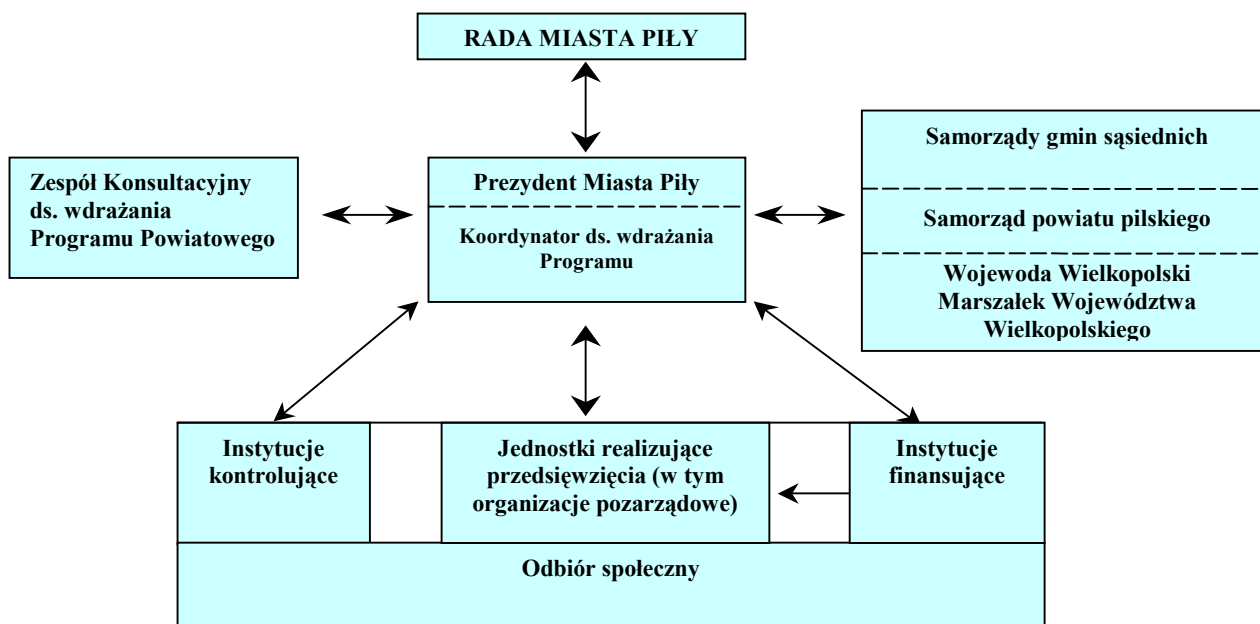 RADA MIASTA PIŁY
Zespół Konsultacyjny
ds. wdrażania
Programu Powiatowego
Prezydent Miasta Piły
Koordynator ds. wdrażania
Programu
Samorządy gmin sąsiednich
Samorząd powiatu pilskiego
Wojewoda Wielkopolski
Marszałek Województwa
Wielkopolskiego
Instytucje
kontrolujące
Jednostki realizujące
przedsięwzięcia (w tym
organizacje pozarządowe)
Instytucje
finansujące
Odbiór społeczny